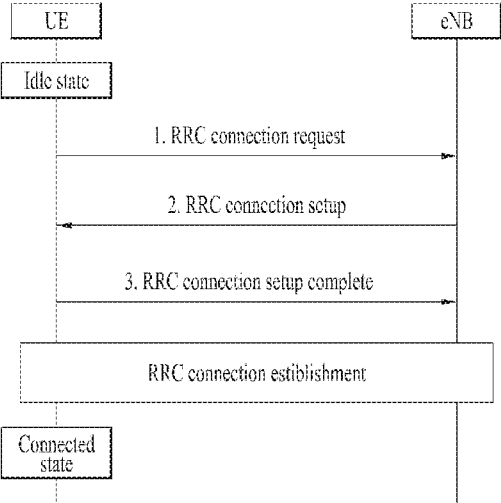 UE
eNB
Idle state
1. RRC connection request
2. RRC connection setup
3. RRC connection setup complete
RRC connection estiblishment
Connected
state